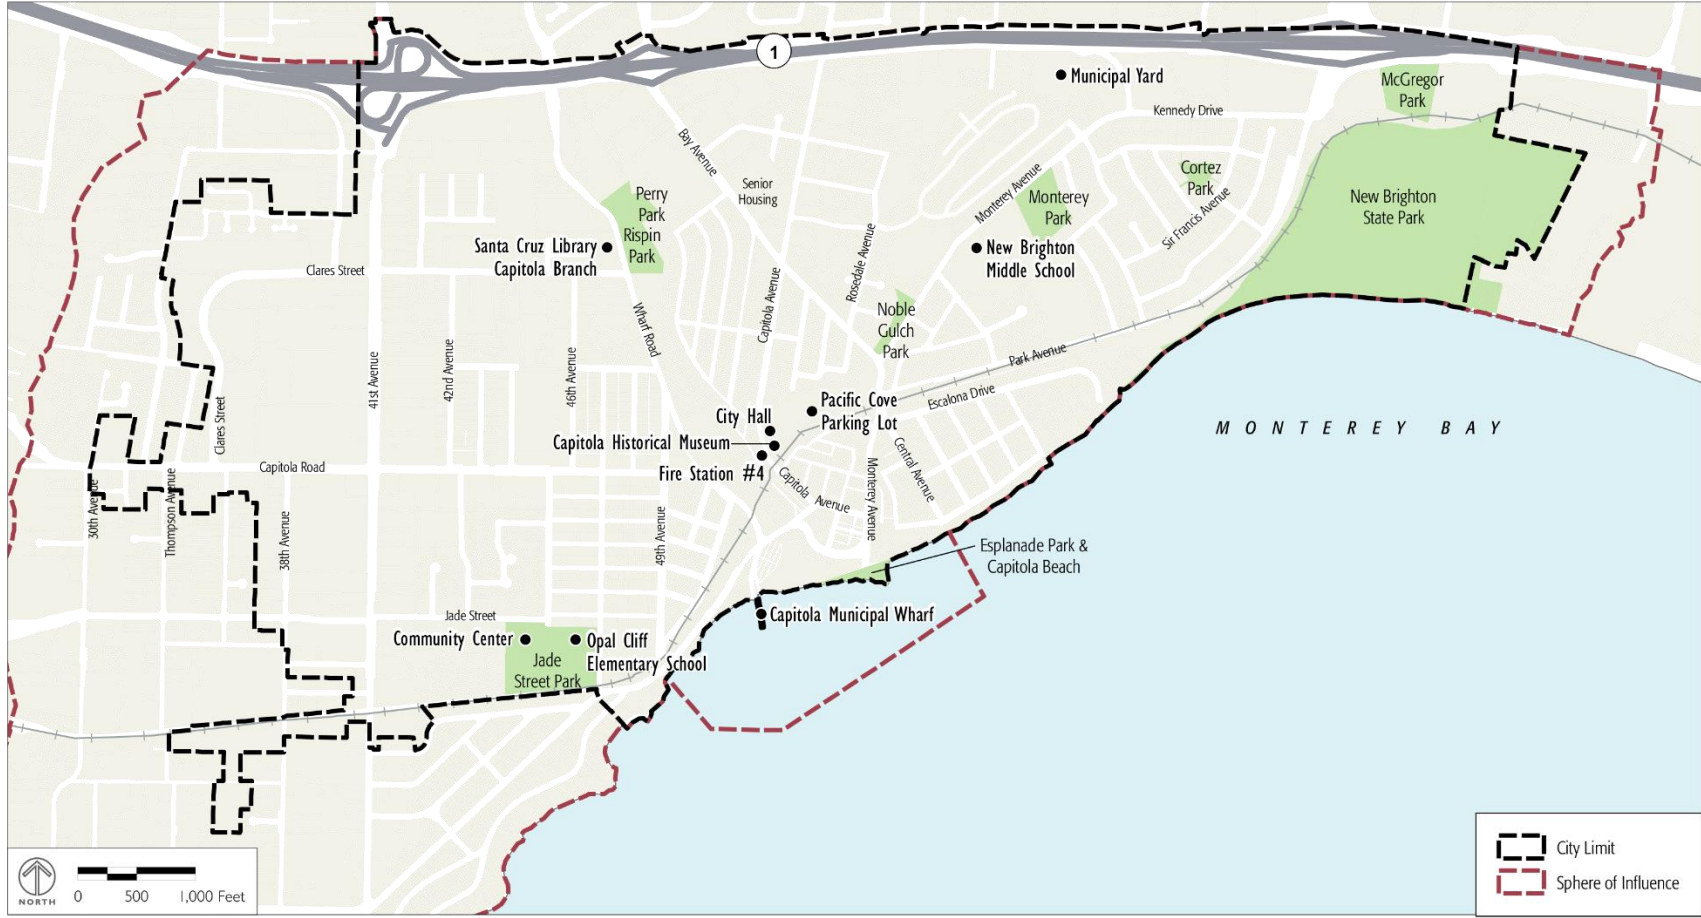 1
Municipal Yard
McGregor
Park
Kennedy Drive
Bay Avenue
Senior
Housing
Monterey Avenue
Cortez
Park
Perry
Park
Rispin
Park
Monterey
Park
Sir Francis Avenue
New Brighton
State Park
Santa Cruz Library
Capitola Branch
New Brighton
Middle School
Clares Street
Capitola Avenue
Rosedale Avenue
Wharf Road
Noble
Gulch
Park
41st Avenue
42nd Avenue
46th Avenue
Park Avenue
Clares Street
Escalona Drive
Pacific Cove
Parking Lot
City Hall
Capitola Historical Museum
Fire Station #4
MONTEREY BAY
Capitola Road
Capitola Avenue
Monterey Avenue
Central Avenue
30th Avenue
Thompson Avenue
38th Avenue
49th Avenue
Esplanade Park &
Capitola Beach
Jade Street
Capitola Municipal Wharf
Community Center
Opal Cliff
Elementary School
Jade
Street Park
City Limit
Sphere of Influence
NORTH
0 500 1,000 Feet